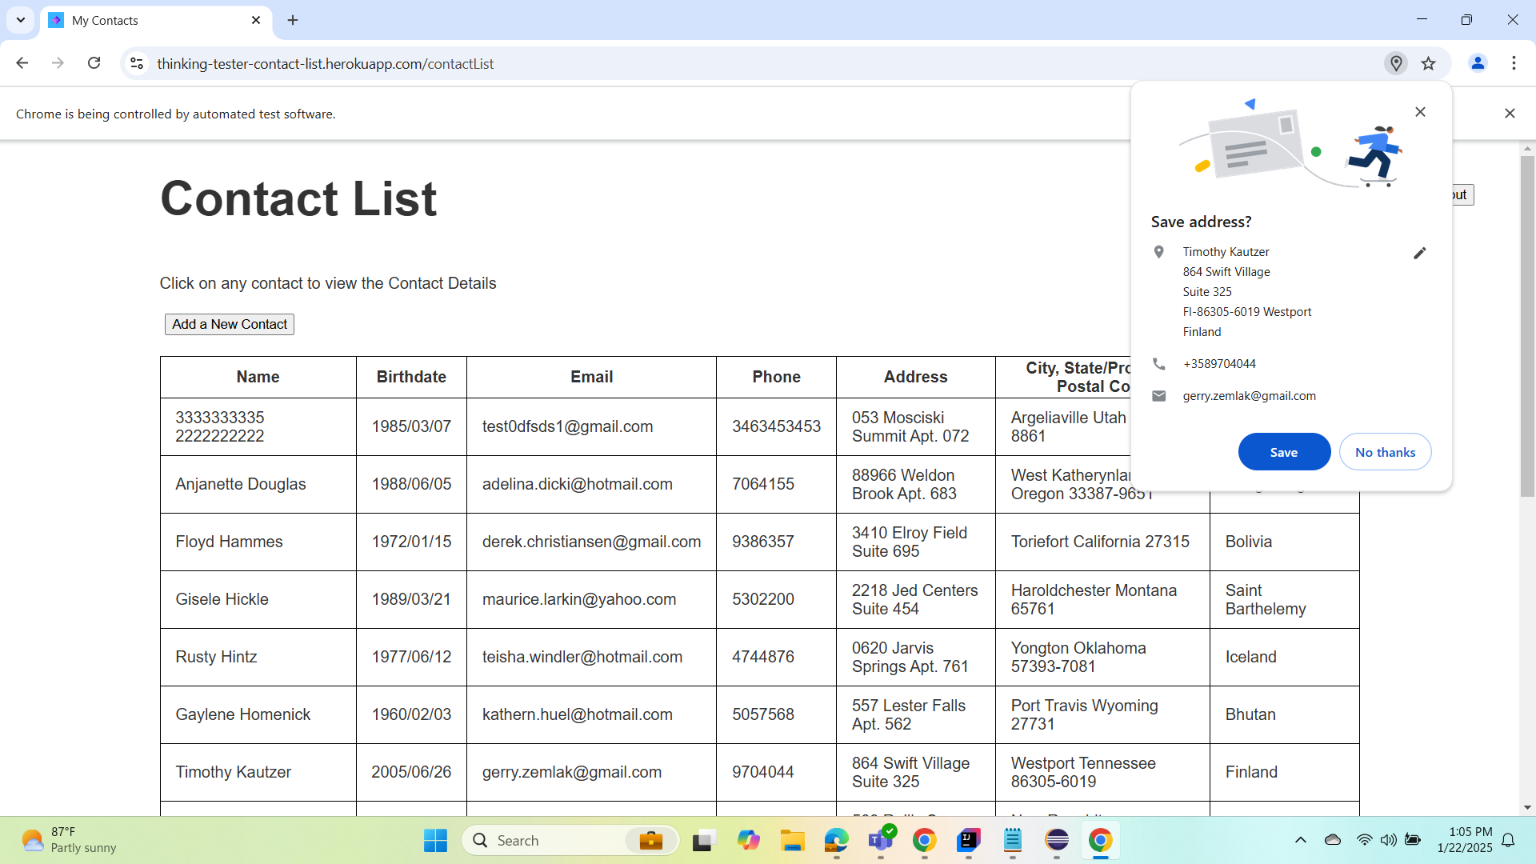 My Contacts
thinking-tester-contact-list.herokuapp.com/contactList
Chrome is being controlled by automated test software.
Contact List
Click on any contact to view the Contact Details
Add a New Contact
Save address?
Timothy Kautzer
864 Swift Village
Suite 325
FI-86305-6019 Westport
Finland
+3589704044
gerry.zemlak@gmail.com
Save No thanks
Name Birthdate Email Phone Address
3333333335
2222222222
1985/03/07 test0dfsds1@gmail.com 3463453453
053 Mosciski
Summit Apt. 072
Argeliaville Utah
8861
Anjanette Douglas 1988/06/05 adelina.dicki@hotmail.com 7064155
88966 Weldon
Brook Apt. 683
West
Oregon 33387-9651
Floyd Hammes 1972/01/15 derek.christiansen@gmail.com 9386357
3410 Elroy Field
Suite 695
Toriefort California 27315 Bolivia
Gisele Hickle 1989/03/21 maurice.larkin@yahoo.com 5302200
2218 Jed Centers
Suite 454
Haroldchester Montana
65761
Saint
Barthelemy
Rusty Hintz 1977/06/12 teisha.windler@hotmail.com 4744876
0620 Jarvis
Springs Apt. 761
Yongton Oklahoma
57393-7081
Iceland
Gaylene Homenick 1960/02/03 kathern.huel@hotmail.com 5057568
557 Lester Falls
Apt. 562
Port Travis Wyoming
27731
Bhutan
Timothy Kautzer 2005/06/26 gerry.zemlak@gmail.com 9704044
864 Swift Village
Suite 325
Westport Tennessee
86305-6019
Finland
87°F
Partly sunny
Search
1:05 PM
1/22/2025